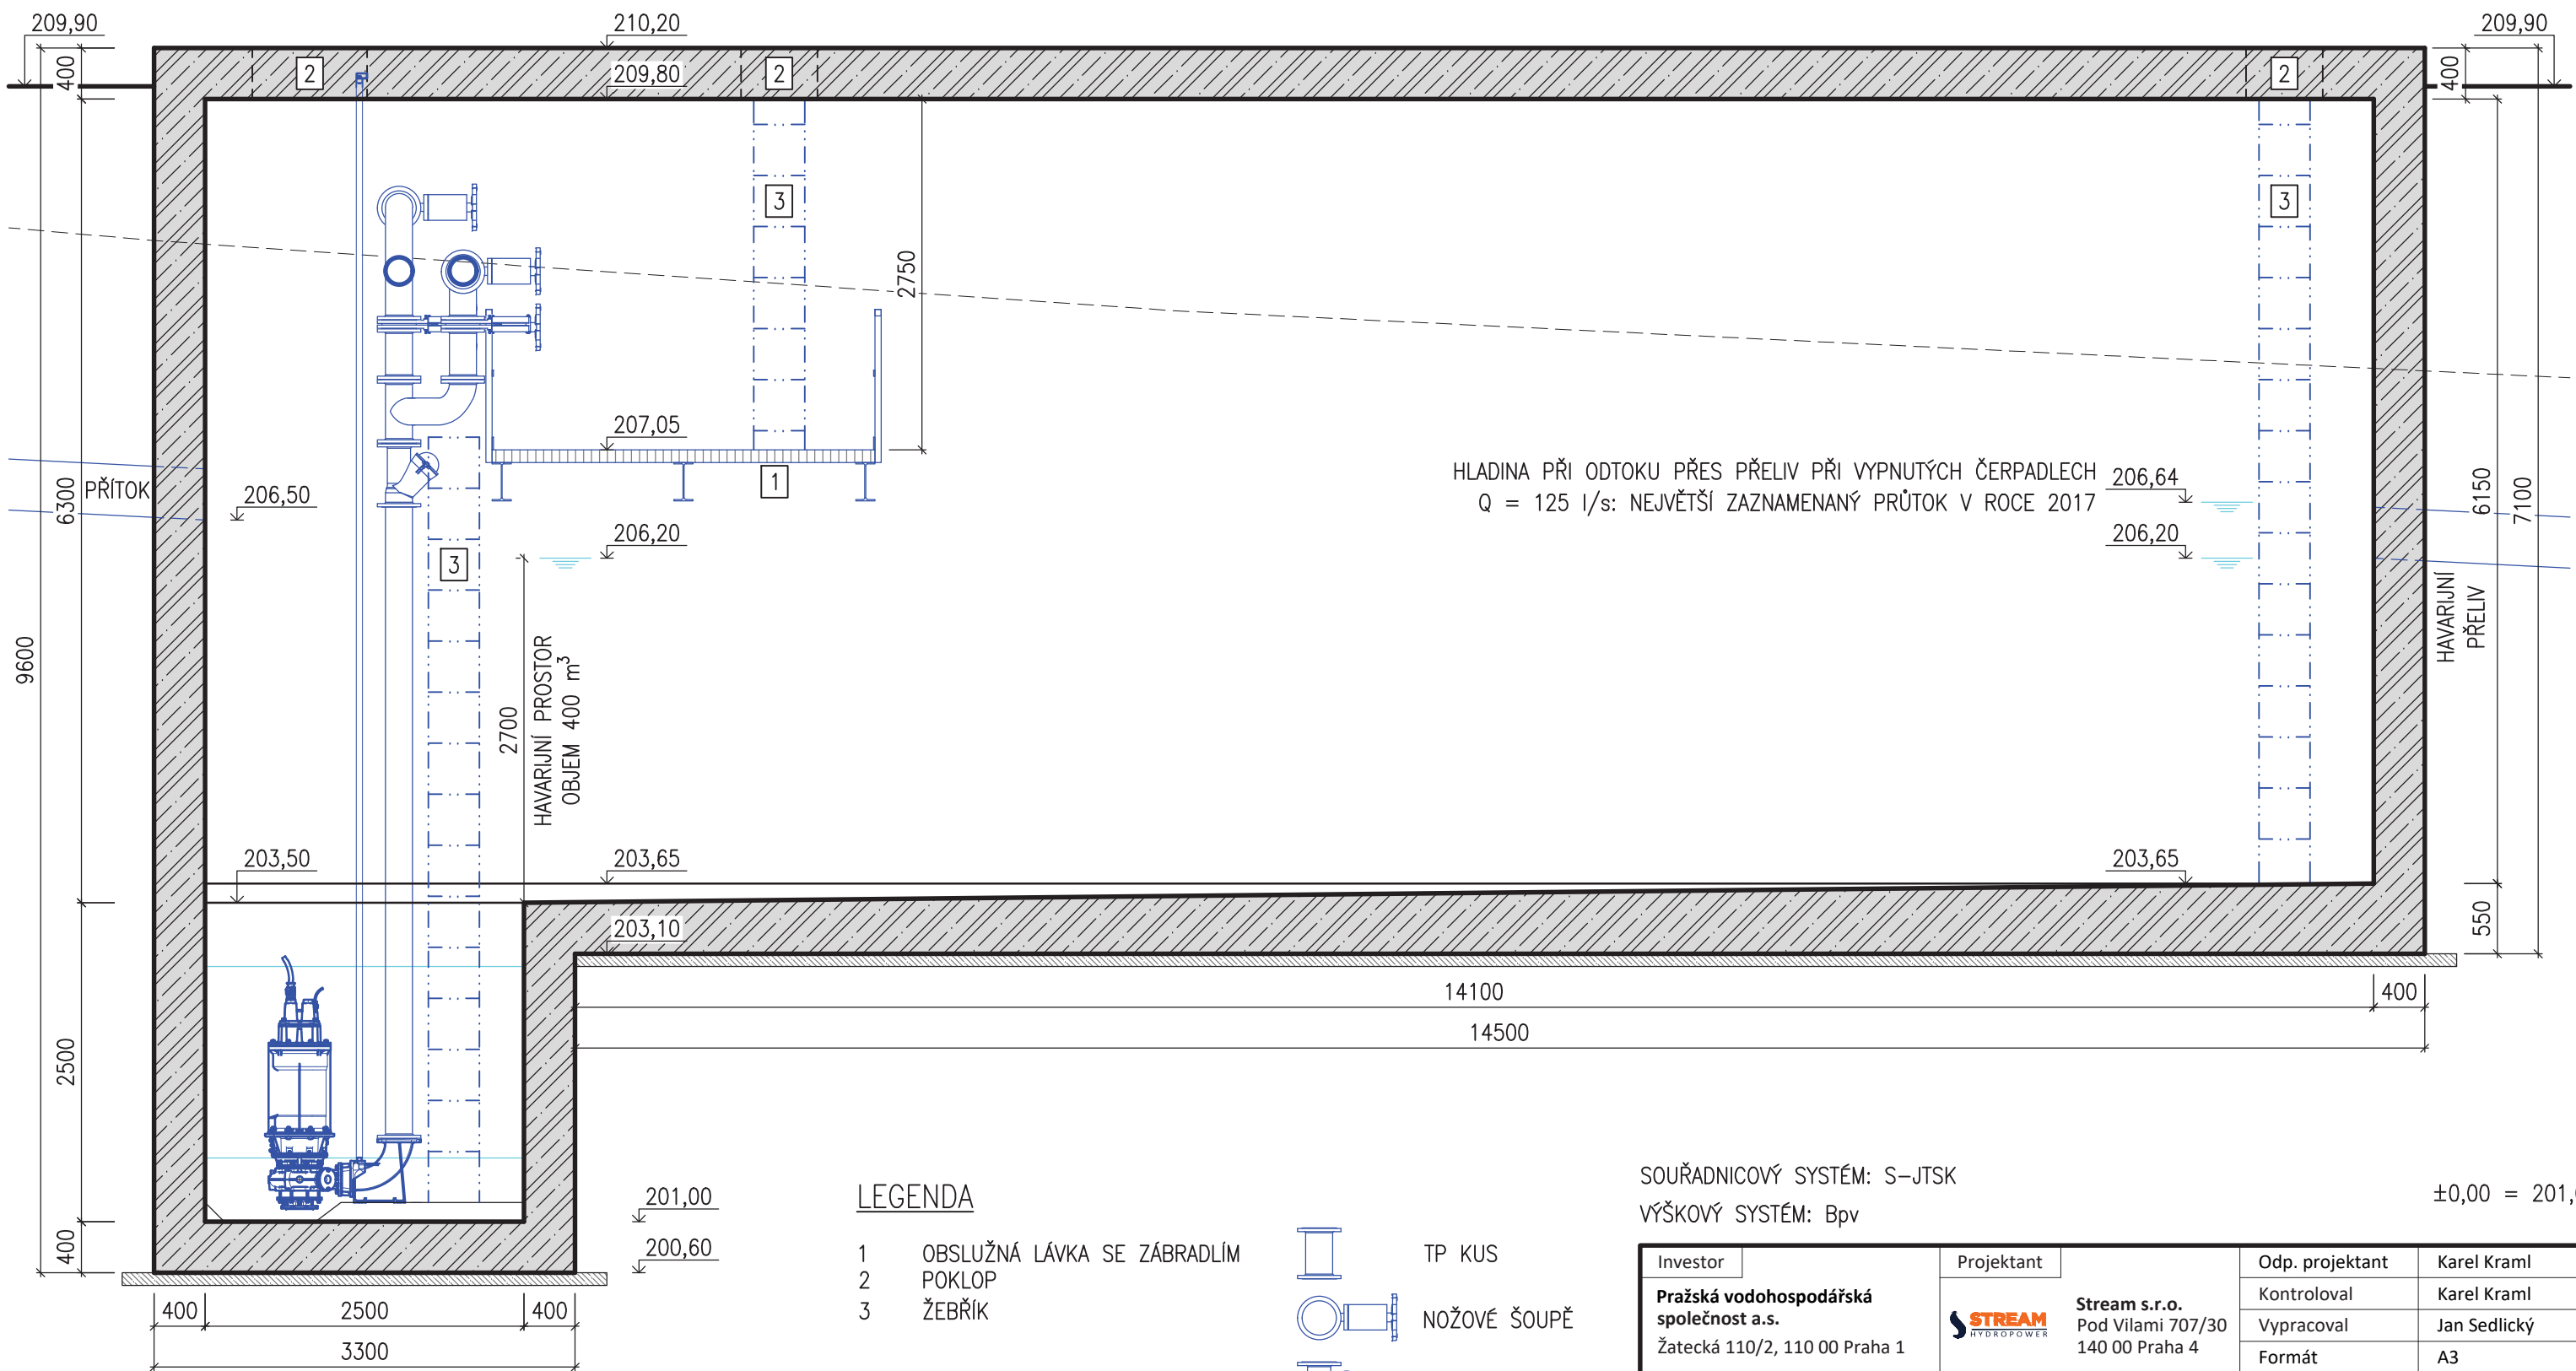 209,90
210,20
209,90
400
2
209,80
2
2
400
3
3
2750
207,05
1
PŘÍTOK
6300
206,50
HLADINA PŘI ODTOKU PŘES PŘELIV PŘI VYPNUTÝCH ČERPADLECH
206,64
Q = 125 l/s: NEJVĚTŠÍ ZAZNAMENANÝ PRŮTOK V ROCE 2017
6150
7100
206,20
206,20
3
HAVARIJNÍ
PŘELIV
9600
2700
HAVARIJNÍ PROSTOR
OBJEM 400 m³
203,50
203,65
203,65
203,10
550
14100
400
14500
2500
201,00
200,60
400
400
2500
400
3300
LEGENDA
1 OBSLUŽNÁ LÁVKA SE ZÁBRADLÍM
2 POKLOP
3 ŽEBŘÍK
TP KUS
NOŽOVÉ ŠOUPĚ
SOUŘADNICOVÝ SYSTÉM: S-JTSK
VÝŠKOVÝ SYSTÉM: Bpv
±0,00 = 201,
Investor
Pražská vodohospodářská
společnost a.s.
Žatecká 110/2, 110 00 Praha 1
Projektant
STREAM
HYDROPOWER
Stream s.r.o.
Pod Vilami 707/30
140 00 Praha 4
Odp. projektant Karel Kraml
Kontroloval Karel Kraml
Vypracoval Jan Sedlický
Formát A3